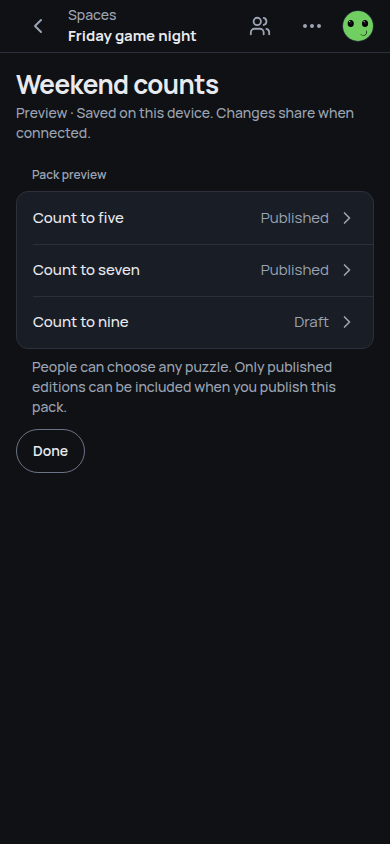 Spaces
Friday game night
Weekend counts
Preview · Saved on this device. Changes share when
connected.
Pack preview
Count to five Published
Count to seven Published
Count to nine Draft
People can choose any puzzle. Only published
editions can be included when you publish this
pack.
Done